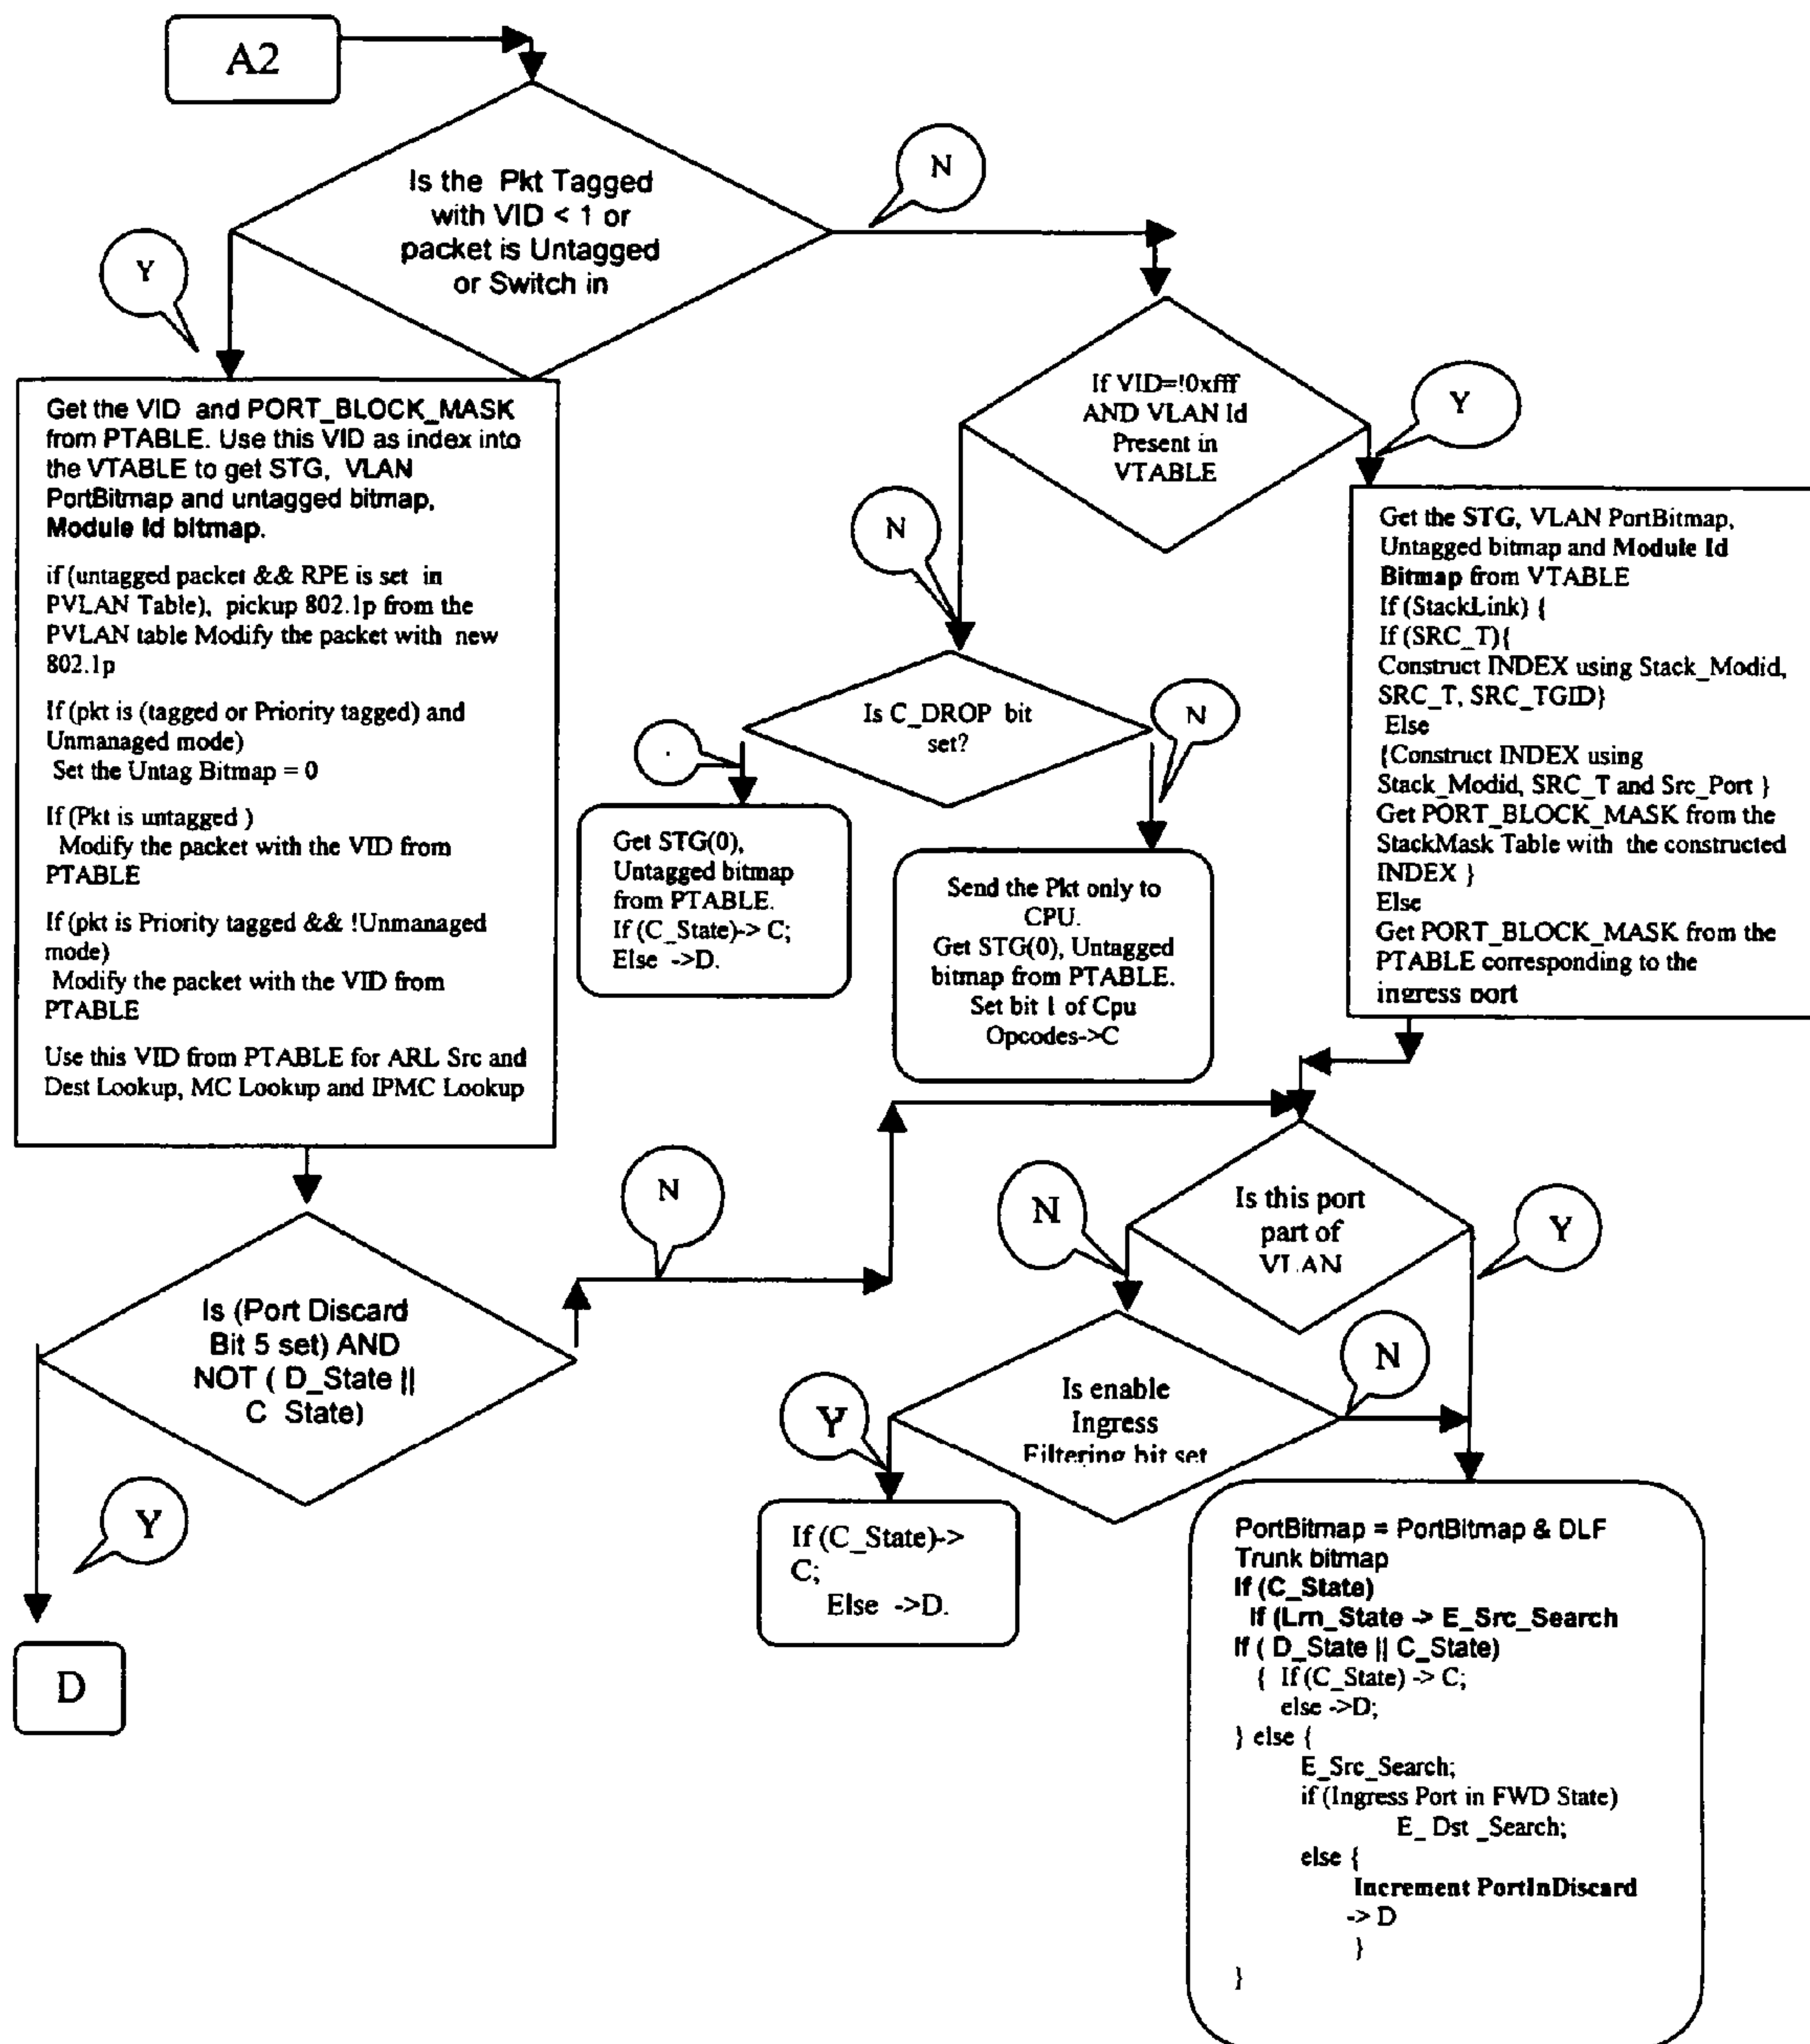 A2
Is the Pkt Tagged
with VID < 1 or
packet is Untagged
or Switch in
N
Y
Get the VID and PORT_BLOCK_MASK
from PTABLE. Use this VID as index into
the VTABLE to get STG, VLAN
PortBitmap and untagged bitmap,
Module Id bitmap.
if (untagged packet && RPE is set in
PVLAN Table), pickup 802.1p from the
PVLAN table Modify the packet with new
802.1p
If (pkt is (tagged or Priority tagged) and
Unmanaged mode)
Set the Untag Bitmap = 0
If (Pkt is untagged )
Modify the packet with the VID from
PTABLE
If (pkt is Priority tagged && !Unmanaged
mode)
Modify the packet with the VID from
PTABLE
Use this VID from PTABLE for ARL Src and
Dest Lookup, MC Lookup and IPMC Lookup
If VID=!0xfff
AND VLAN Id
Present in
VTABLE
Y
N
Get the STG, VLAN PortBitmap,
Untagged bitmap and Module Id
Bitmap from VTABLE
If (StackLink) {
If (SRC_T){
Construct INDEX using Stack_Modid,
SRC_T, SRC_TGID}
Else
{Construct INDEX using
Stack_Modid, SRC_T and Src_Port }
Get PORT_BLOCK_MASK from the
StackMask Table with the constructed
INDEX }
Else
Get PORT_BLOCK_MASK from the
PTABLE corresponding to the
ingress port
Is C_DROP bit
set?
.
N
Get STG(0),
Untagged bitmap
from PTABLE.
If (C_State)-> C;
Else ->D.
Send the Pkt only to
CPU.
Get STG(0), Untagged
bitmap from PTABLE.
Set bit 1 of Cpu
Opcodes->C
N
Is (Port Discard
Bit 5 set) AND
NOT ( D_State ||
C State)
Y
D
Is this port
part of
VLAN
N
Y
Is enable
Ingress
Filtering bit set
N
Y
If (C_State)->
C;
Else ->D.
PortBitmap = PortBitmap & DLF
Trunk bitmap
If (C_State)
If (Lrn_State -> E_Src_Search
If ( D_State || C_State)
{ If (C_State) -> C;
else ->D;
} else {
E_Src_Search;
if (Ingress Port in FWD State)
E_ Dst _Search;
else {
Increment PortInDiscard
-> D
}
}